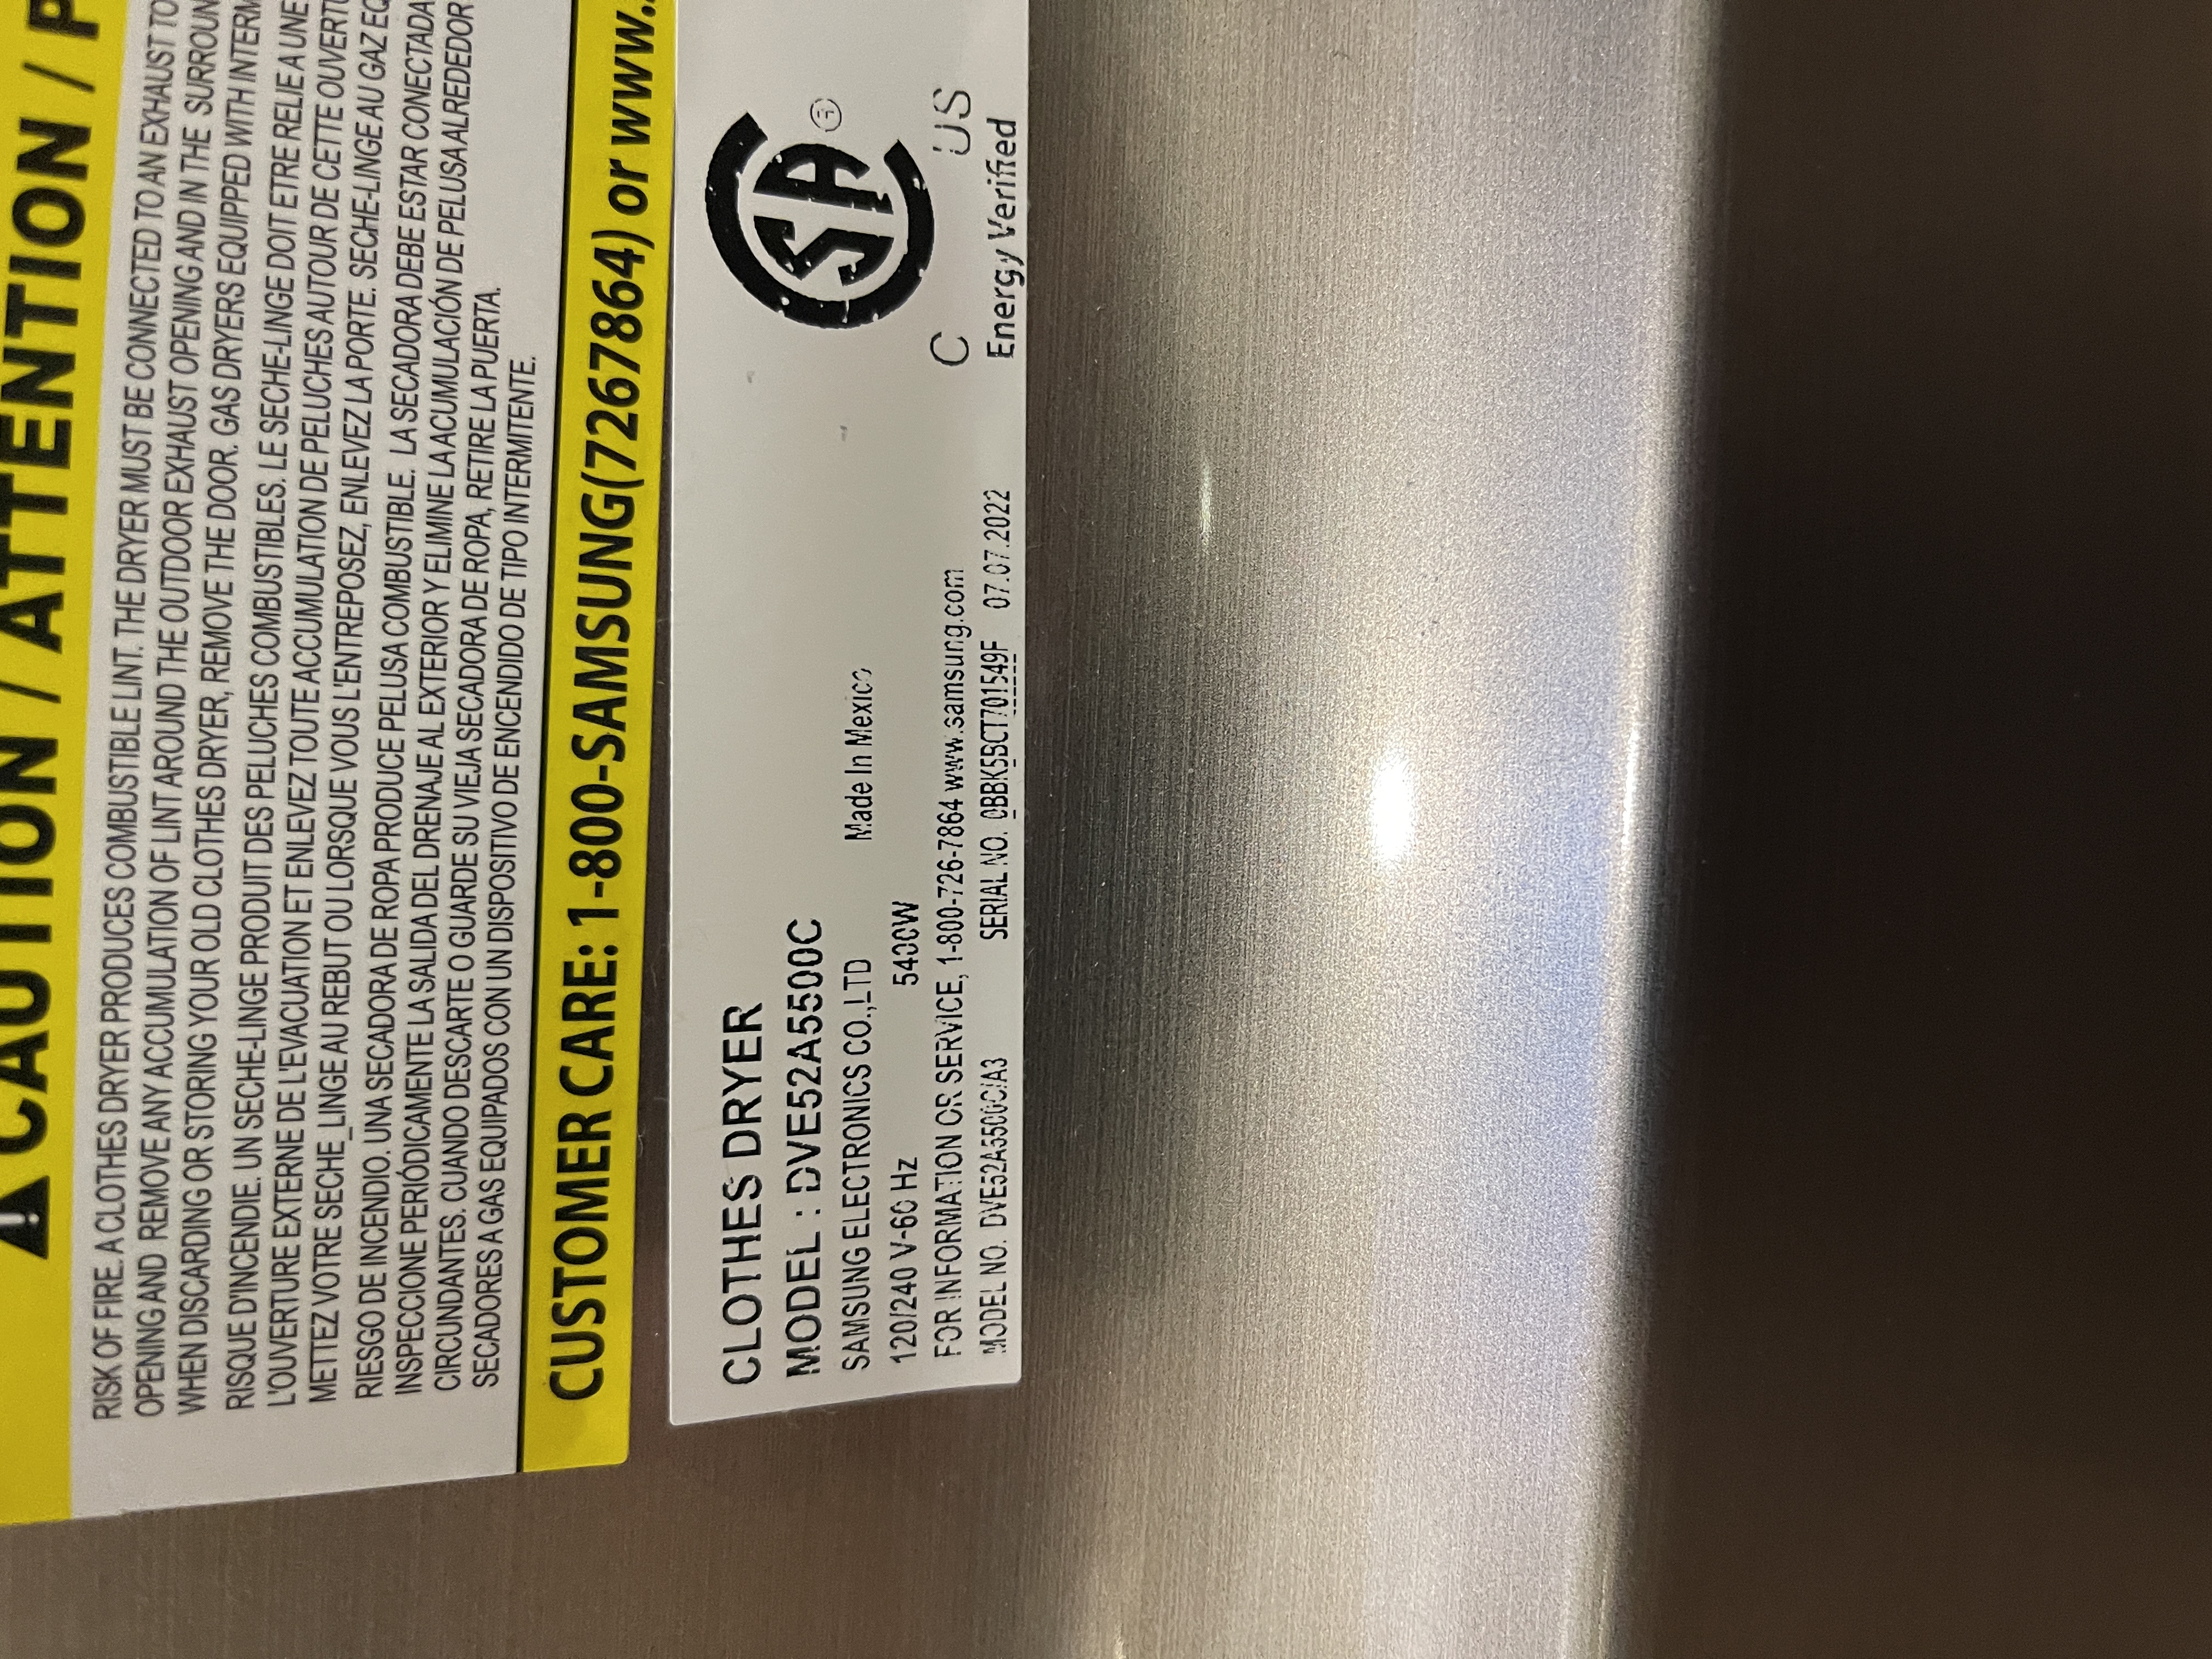 CAUTION / ATTENTION / P
RISK OF FIRE. A CLOTHES DRYER PRODUCES COMBUSTIBLE LINT. THE DRYER MUST BE CONNECTED TO AN EXHAUST TO
OPENING AND REMOVE ANY ACCUMULATION OF LINT AROUND THE OUTDOOR EXHAUST OPENING AND IN THE SURROUN
WHEN DISCARDING OR STORING YOUR OLD CLOTHES DRYER, REMOVE THE DOOR. GAS DRYERS EQUIPPED WITH INTERM
RISQUE D'INCENDIE. UN SECHE-LINGE PRODUIT DES PELUCHES COMBUSTIBLES. LE SECHE-LINGE DOIT ETRE RELIE A UNE
L'OUVERTURE EXTERNE DE L'EVACUATION ET ENLEVEZ TOUTE ACCUMULATION DE PELUCHES AUTOUR DE CETTE OUVERTU
METTEZ VOTRE SECHE_LINGE AU REBUT OU LORSQUE VOUS L'ENTREPOSEZ, ENLEVEZ LA PORTE. SECHE-LINGE AU GAZ EQ
RIESGO DE INCENDIO. UNA SECADORA DE ROPA PRODUCE PELUSA COMBUSTIBLE. LA SECADORA DEBE ESTAR CONECTADA
INSPECCIONE PERIÓDICAMENTE LA SALIDA DEL DRENAJE AL EXTERIOR Y ELIMINE LA ACUMULACIÓN DE PELUSA ALREDEDOR
CIRCUNDANTES. CUANDO DESCARTE O GUARDE SU VIEJA SECADORA DE ROPA, RETIRE LA PUERTA.
SECADORES A GAS EQUIPADOS CON UN DISPOSITIVO DE ENCENDIDO DE TIPO INTERMITENTE.
CUSTOMER CARE: 1-800-SAMSUNG(7267864) or www.
CLOTHES DRYER
MODEL : DVE52A5500C
SAMSUNG ELECTRONICS CO.,LTD Made In Mexico
120/240 V-60 Hz 5400W
FOR INFORMATION OR SERVICE, 1-800-726-7864 www.samsung.com
MODEL NO. DVE52A5500C/A3 SERIAL NO. 0BBK5BCT701549F 07.07.2022
SA ®
C US
Energy Verified